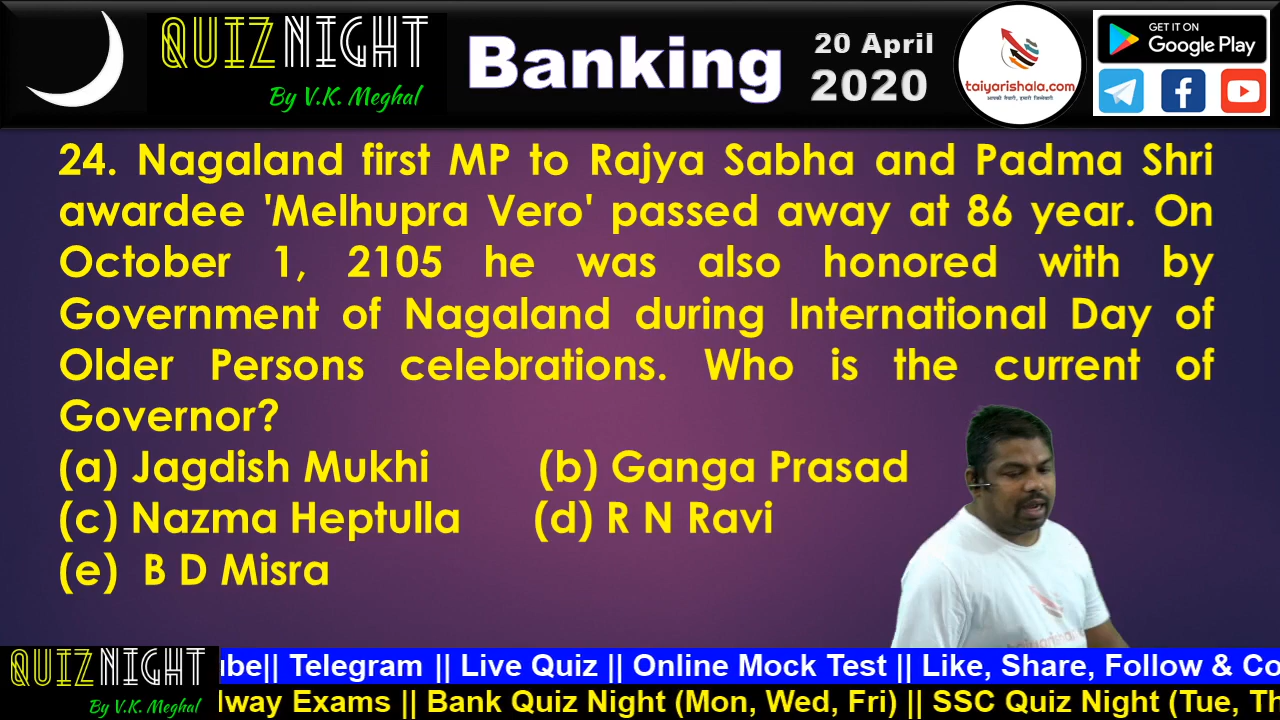 QUIZ NIGHT
By V.K. Meghal
Banking
20 April
2020
taiyarishala.com
आपकी तैयारी, हमारी जिम्मेदारी
GET IT ON
Google Play
24. Nagaland first MP to Rajya Sabha and Padma Shri
awardee 'Melhupra Vero' passed away at 86 year. On
October 1, 2105 he was also honored with by
Government of Nagaland during International Day of
Older Persons celebrations. Who is the current of
Governor?
(a) Jagdish Mukhi (b) Ganga Prasad
(c) Nazma Heptulla (d) R N Ravi
(e) B D Misra
QUIZ NIGHT
By V.K. Meghal
ube|| Telegram || Live Quiz || Online Mock Test || Like, Share, Follow & Co
lway Exams || Bank Quiz Night (Mon, Wed, Fri) || SSC Quiz Night (Tue, Th